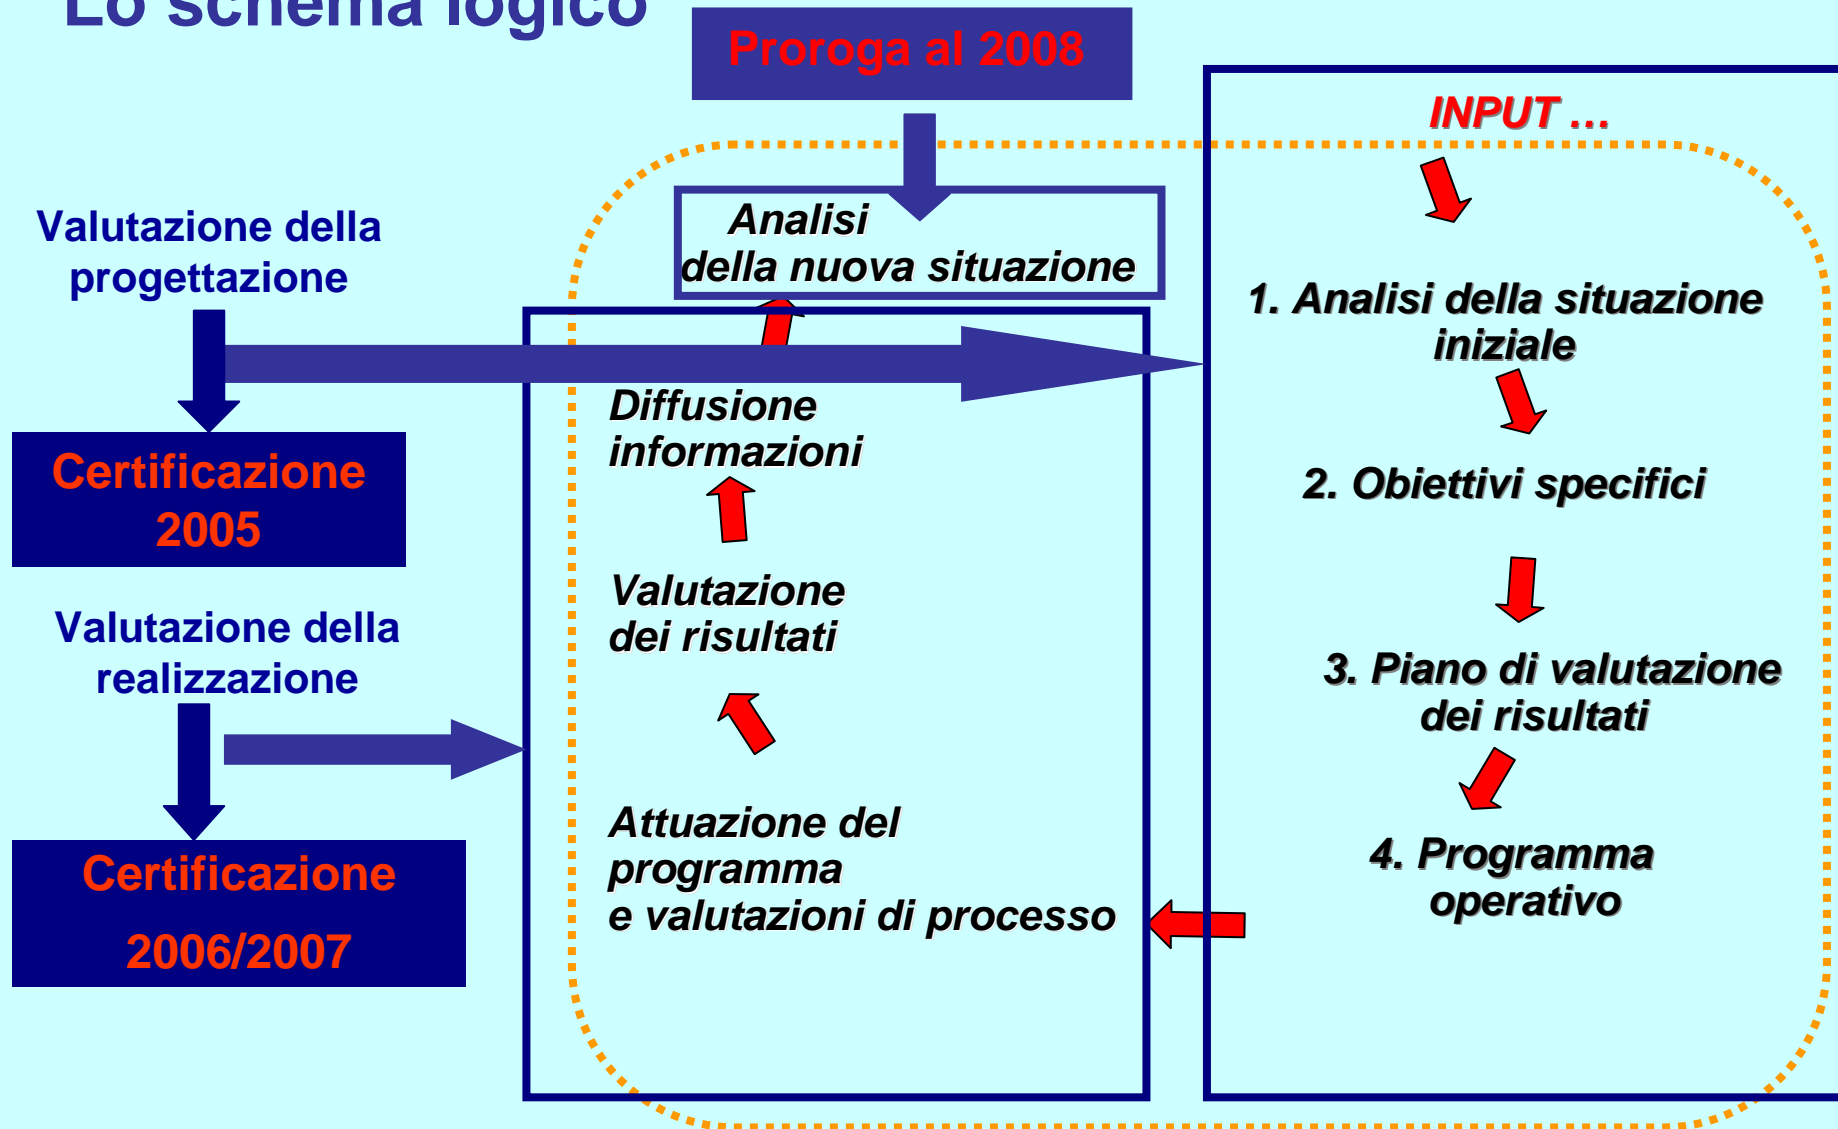 Lo schema logico
Proroga al 2008
INPUT …
Valutazione della
progettazione
Analisi
della nuova situazione
1. Analisi della situazione
iniziale
Diffusione
informazioni
Certificazione
2005
2. Obiettivi specifici
Valutazione
dei risultati
Valutazione della
realizzazione
3. Piano di valutazione
dei risultati
Attuazione del
programma
e valutazioni di processo
4. Programma
operativo
Certificazione
2006/2007